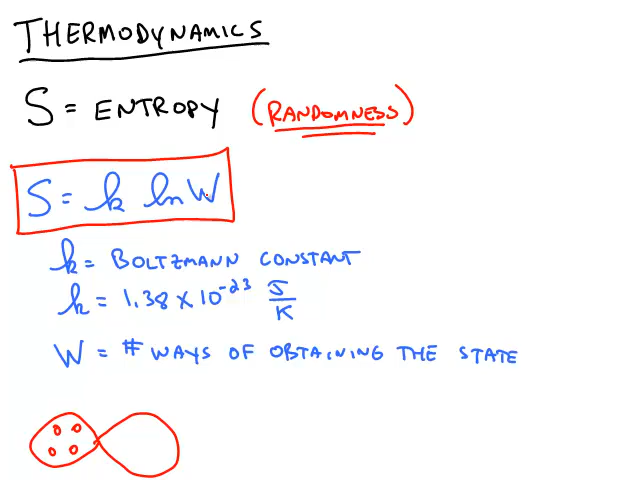 THERMODYNAMICS
S = ENTROPY (RANDOMNESS)
S = k ln W
k = BOLTZMANN CONSTANT
k = 1.38 × 10⁻²³ J/K
W = # WAYS OF OBTAINING THE STATE